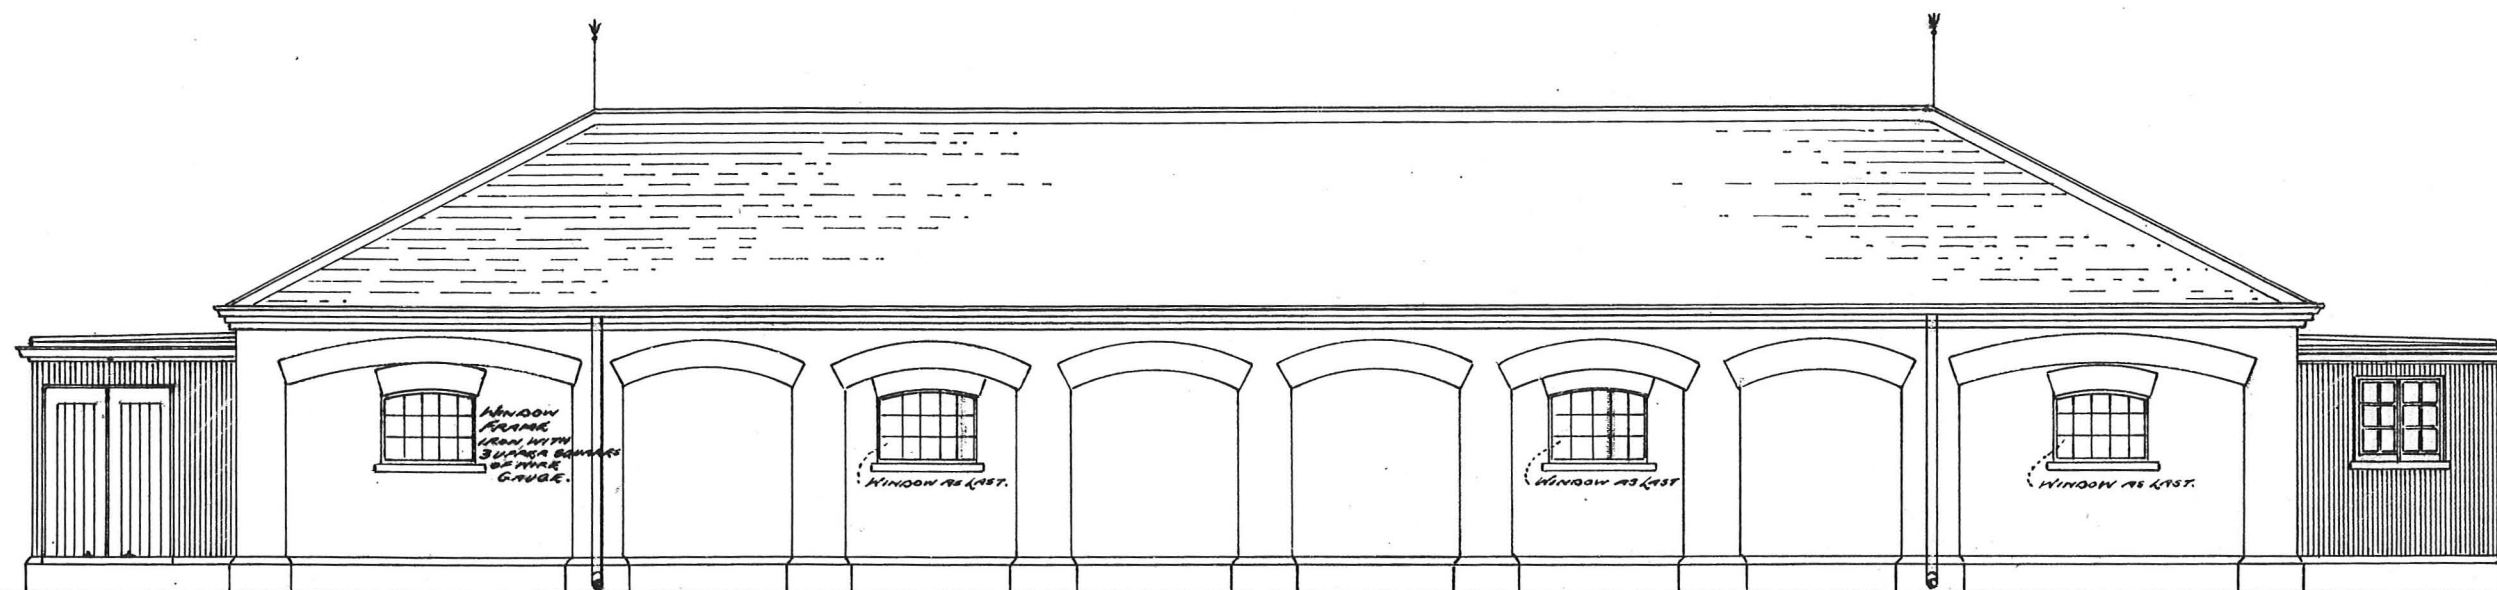 WINDOW
FRAME
IRON, WITH
3 UPPER SQUARES
OF WIRE
GAUGE.
WINDOW AS LAST.
WINDOW AS LAST
WINDOW AS LAST.